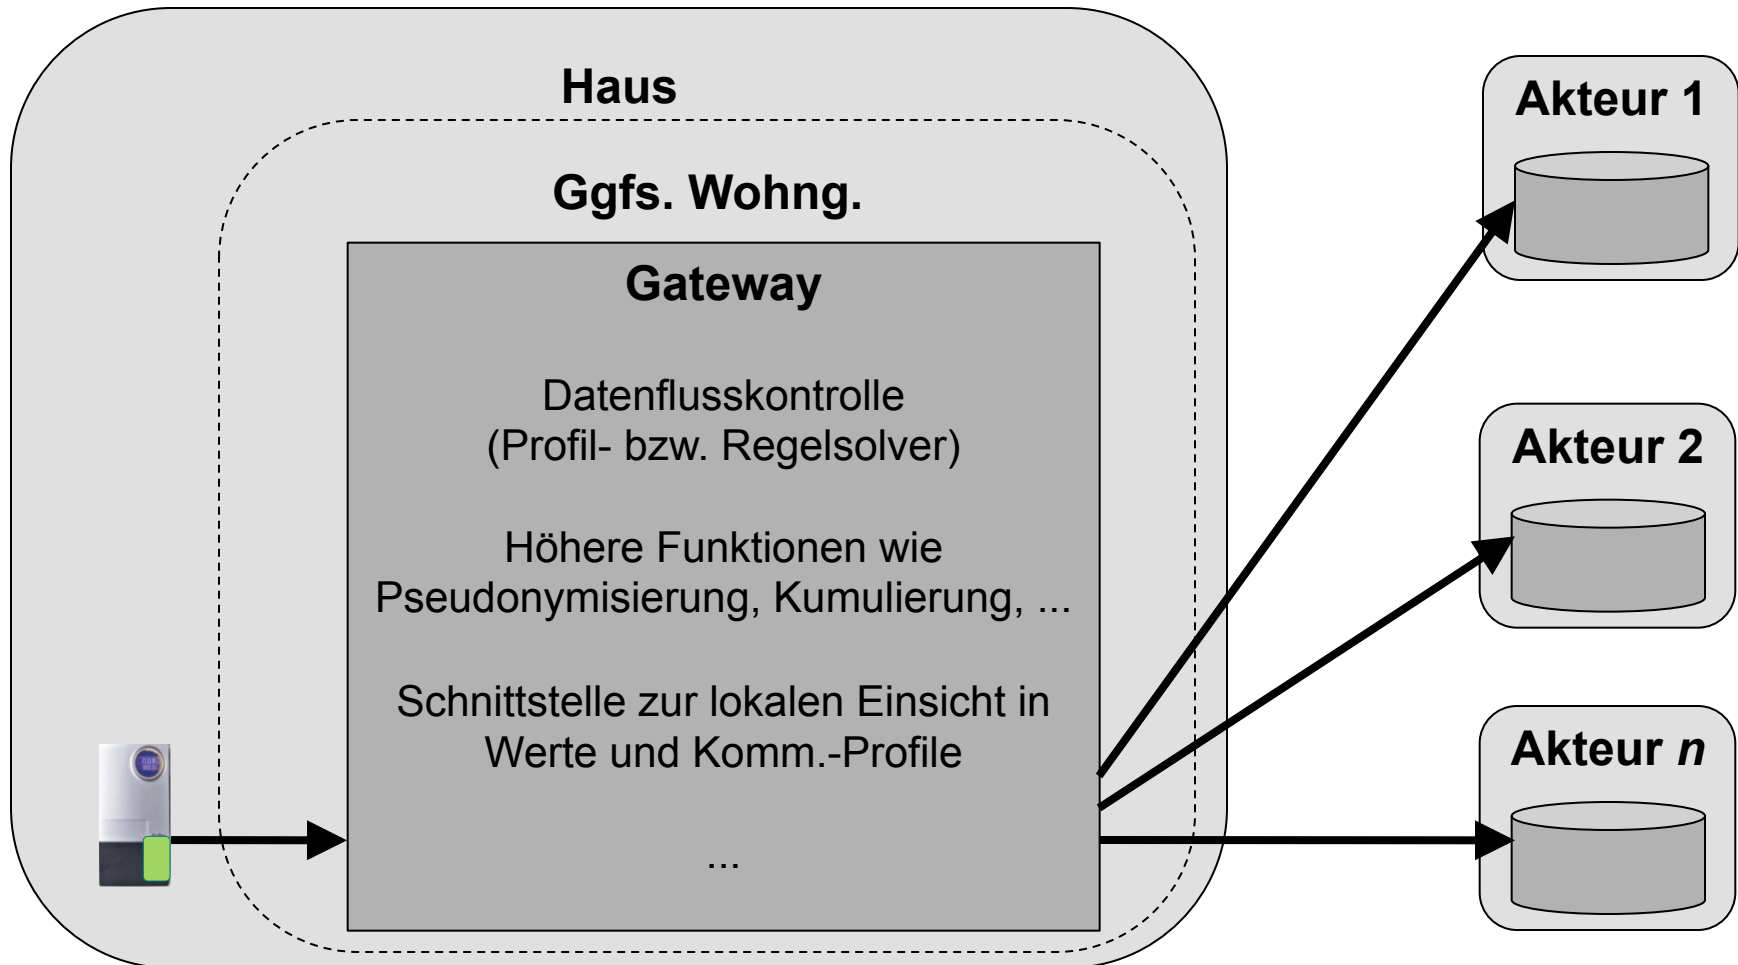 Haus
Ggfs. Wohng.
Gateway
Datenflusskontrolle
(Profil- bzw. Regelsolver)
Höhere Funktionen wie
Pseudonymisierung, Kumulierung, ...
Schnittstelle zur lokalen Einsicht in
Werte und Komm.-Profile
...
Akteur 1
Akteur 2
Akteur n